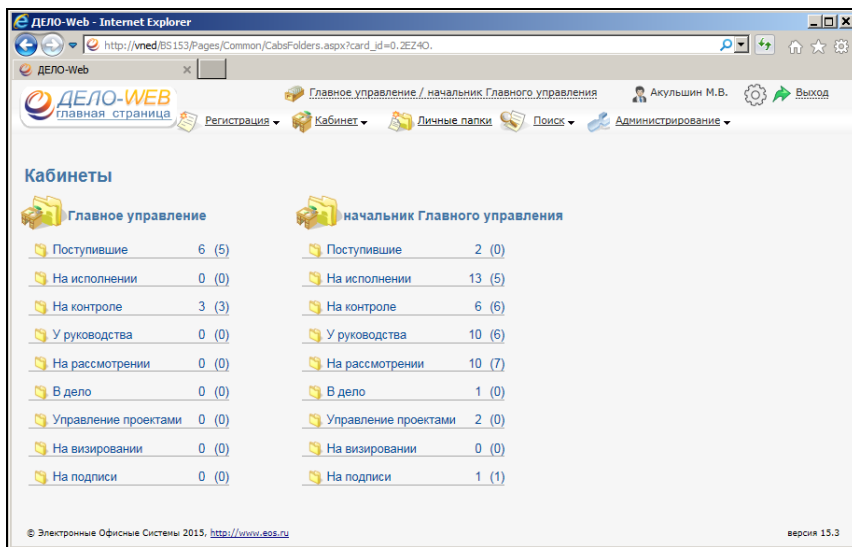 ДЕЛО-Web - Internet Explorer
http://vned/BS153/Pages/Common/CabsFolders.aspx?card_id=0.2EZ4O.
ДЕЛО-Web
ДЕЛО-WEB
главная страница
Главное управление / начальник Главного управления
Акульшин М.В.
Выход
Регистрация Кабинет Личные папки Поиск Администрирование
Кабинеты
Главное управление
Поступившие 6 (5)
На исполнении 0 (0)
На контроле 3 (3)
У руководства 0 (0)
На рассмотрении 0 (0)
В дело 0 (0)
Управление проектами 0 (0)
На визировании 0 (0)
На подписи 0 (0)
начальник Главного управления
Поступившие 2 (0)
На исполнении 13 (5)
На контроле 6 (6)
У руководства 10 (6)
На рассмотрении 10 (7)
В дело 1 (0)
Управление проектами 2 (0)
На визировании 0 (0)
На подписи 1 (1)
© Электронные Офисные Системы 2015, http://www.eos.ru
версия 15.3